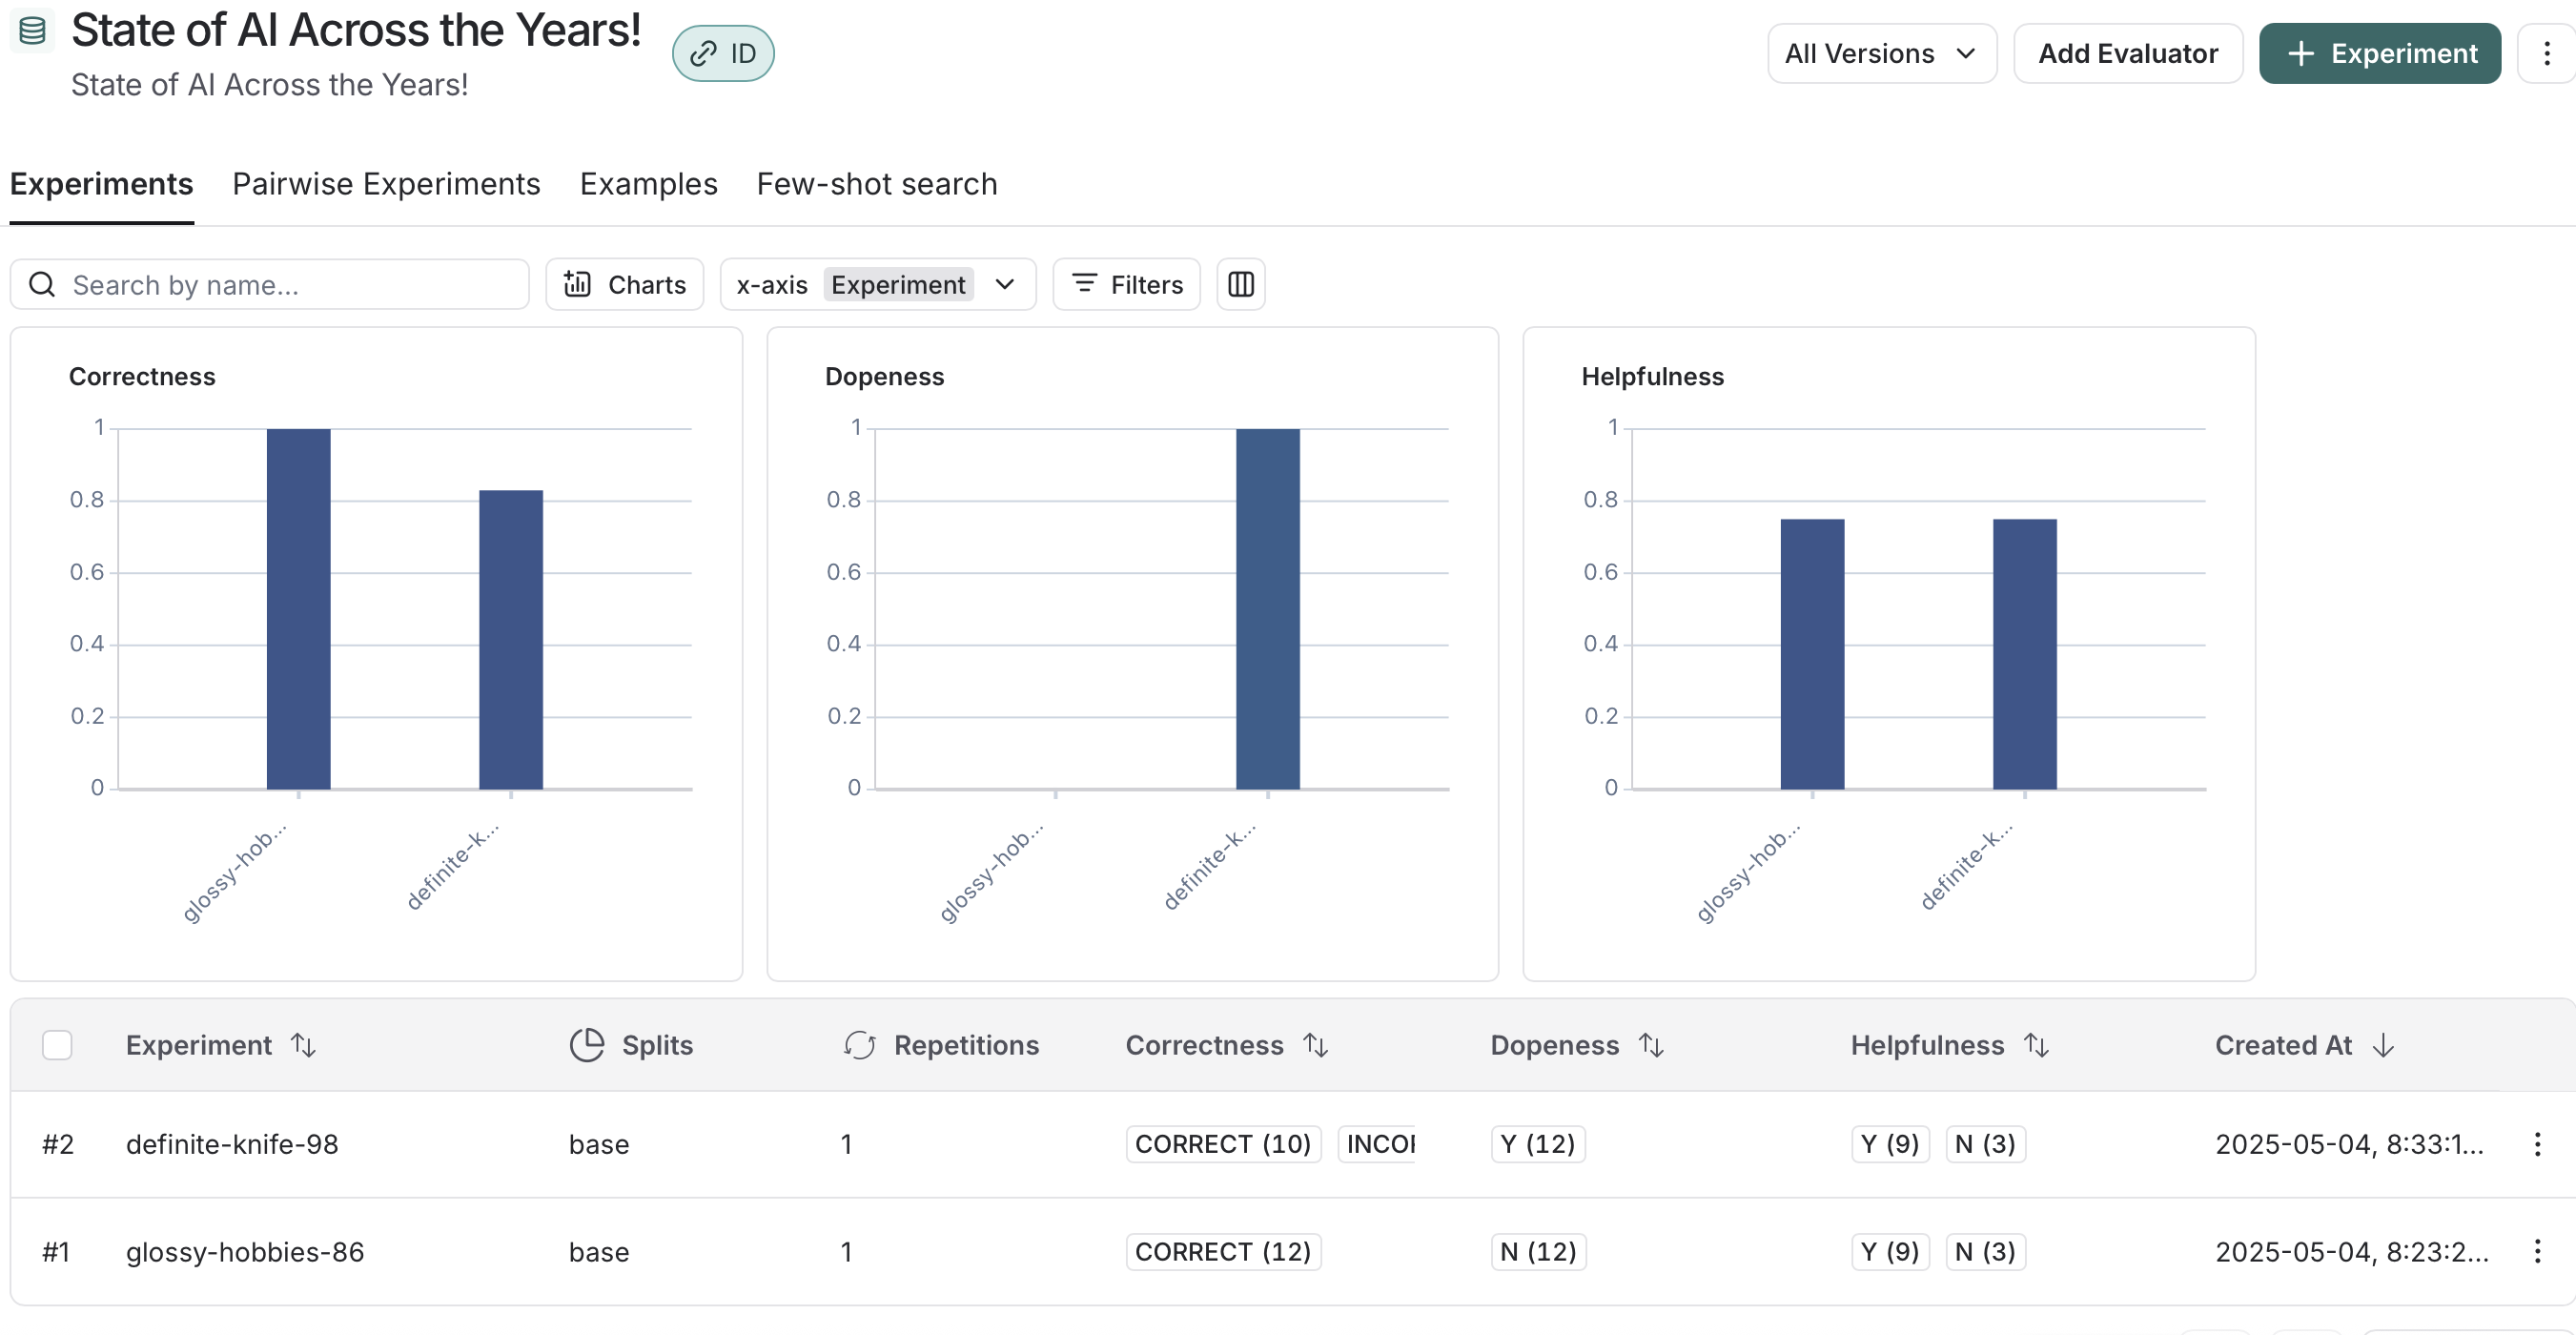 State of AI Across the Years!
ID
State of AI Across the Years!
All Versions
Add Evaluator
Experiment
Experiments
Pairwise Experiments
Examples
Few-shot search
Search by name...
Charts
x-axis Experiment
Filters
Correctness
1
0.8
0.6
0.4
0.2
0
glossy-hob...
definite-k...
Dopeness
1
0.8
0.6
0.4
0.2
0
glossy-hob...
definite-k...
Helpfulness
1
0.8
0.6
0.4
0.2
0
glossy-hob...
definite-k...
Experiment Splits Repetitions Correctness Dopeness Helpfulness Created At
#2 definite-knife-98 base 1 CORRECT (10) Y (12) Y (9) N (3) 2025-05-04, 8:33:1...
#1 glossy-hobbies-86 base 1 CORRECT (12) N (12) Y (9) N (3) 2025-05-04, 8:23:2...